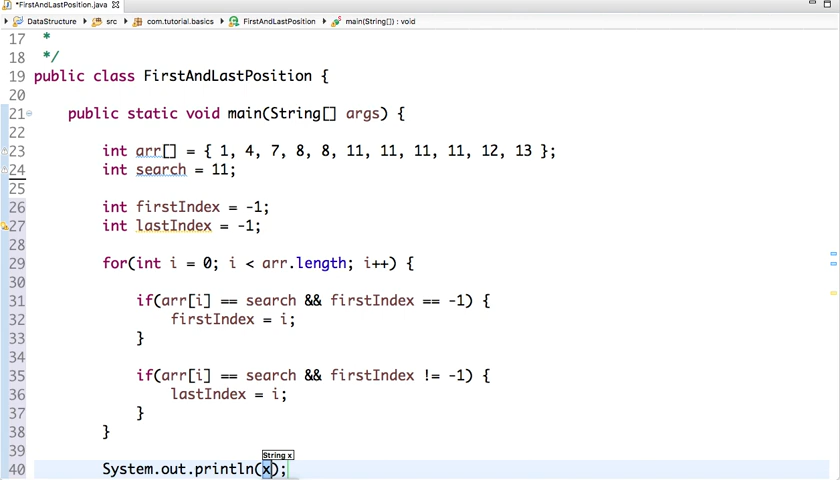 *FirstAndLastPosition.java
DataStructure src com.tutorial.basics FirstAndLastPosition main(String[]) : void
17 *
18 */
19 public class FirstAndLastPosition {
20
21 public static void main(String[] args) {
22
23 int arr[] = { 1, 4, 7, 8, 8, 11, 11, 11, 11, 12, 13 };
24 int search = 11;
25
26 int firstIndex = -1;
27 int lastIndex = -1;
28
29 for(int i = 0; i < arr.length; i++) {
30
31 if(arr[i] == search && firstIndex == -1) {
32 firstIndex = i;
33 }
34
35 if(arr[i] == search && firstIndex != -1) {
36 lastIndex = i;
37 }
38 }
39
String x
40 System.out.println(x);